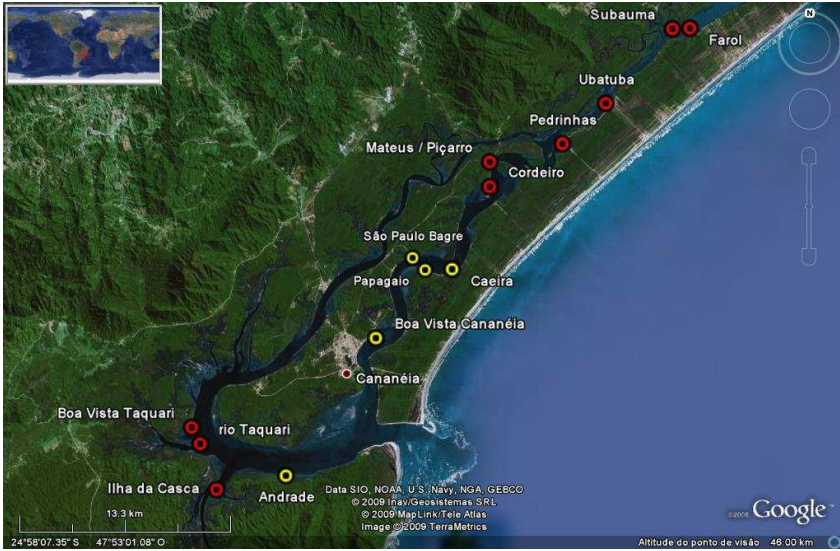 N
Subauma
Farol
Ubatuba
Pedrinhas
Mateus / Piçarro
Cordeiro
São Paulo Bagre
Papagaio
Caeira
Boa Vista Cananéia
Cananéia
Boa Vista Taquari
rio Taquari
Ilha da Casca
Andrade
Data SIO, NOAA, U.S. Navy, NGA, GEBCO
© 2009 Inav/Geosistemas SRL
© 2009 MapLink/Tele Atlas
Image © 2009 TerraMetrics
13.3 km
©2008 Google™
24°58'07.35" S 47°53'01.08" O
Altitude do ponto de visão 46.00 km